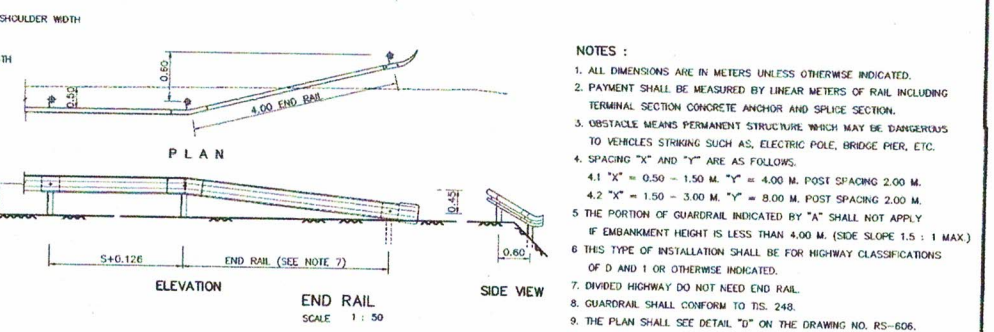 SHOULDER WIDTH
TH
0.60
0.50
4.00 END RAIL
PLAN
0.45
S+0.126
END RAIL (SEE NOTE 7)
0.60
ELEVATION
SIDE VIEW
END RAIL
SCALE 1 : 50
NOTES :
1. ALL DIMENSIONS ARE IN METERS UNLESS OTHERWISE INDICATED.
2. PAYMENT SHALL BE MEASURED BY LINEAR METERS OF RAIL INCLUDING
TERMINAL SECTION CONCRETE ANCHOR AND SPLICE SECTION.
3. OBSTACLE MEANS PERMANENT STRUCTURE WHICH MAY BE DANGEROUS
TO VEHICLES STRIKING SUCH AS, ELECTRIC POLE, BRIDGE PIER, ETC.
4. SPACING "X" AND "Y" ARE AS FOLLOWS.
4.1 "X" = 0.50 - 1.50 M. "Y" = 4.00 M. POST SPACING 2.00 M.
4.2 "X" = 1.50 - 3.00 M. "Y" = 8.00 M. POST SPACING 2.00 M.
5 THE PORTION OF GUARDRAIL INDICATED BY "A" SHALL NOT APPLY
IF EMBANKMENT HEIGHT IS LESS THAN 4.00 M. (SIDE SLOPE 1.5 : 1 MAX.)
6 THIS TYPE OF INSTALLATION SHALL BE FOR HIGHWAY CLASSIFICATIONS
OF D AND 1 OR OTHERWISE INDICATED.
7. DIVIDED HIGHWAY DO NOT NEED END RAIL.
8. GUARDRAIL SHALL CONFORM TO TIS. 248.
9. THE PLAN SHALL SEE DETAIL "D" ON THE DRAWING NO. RS-606.